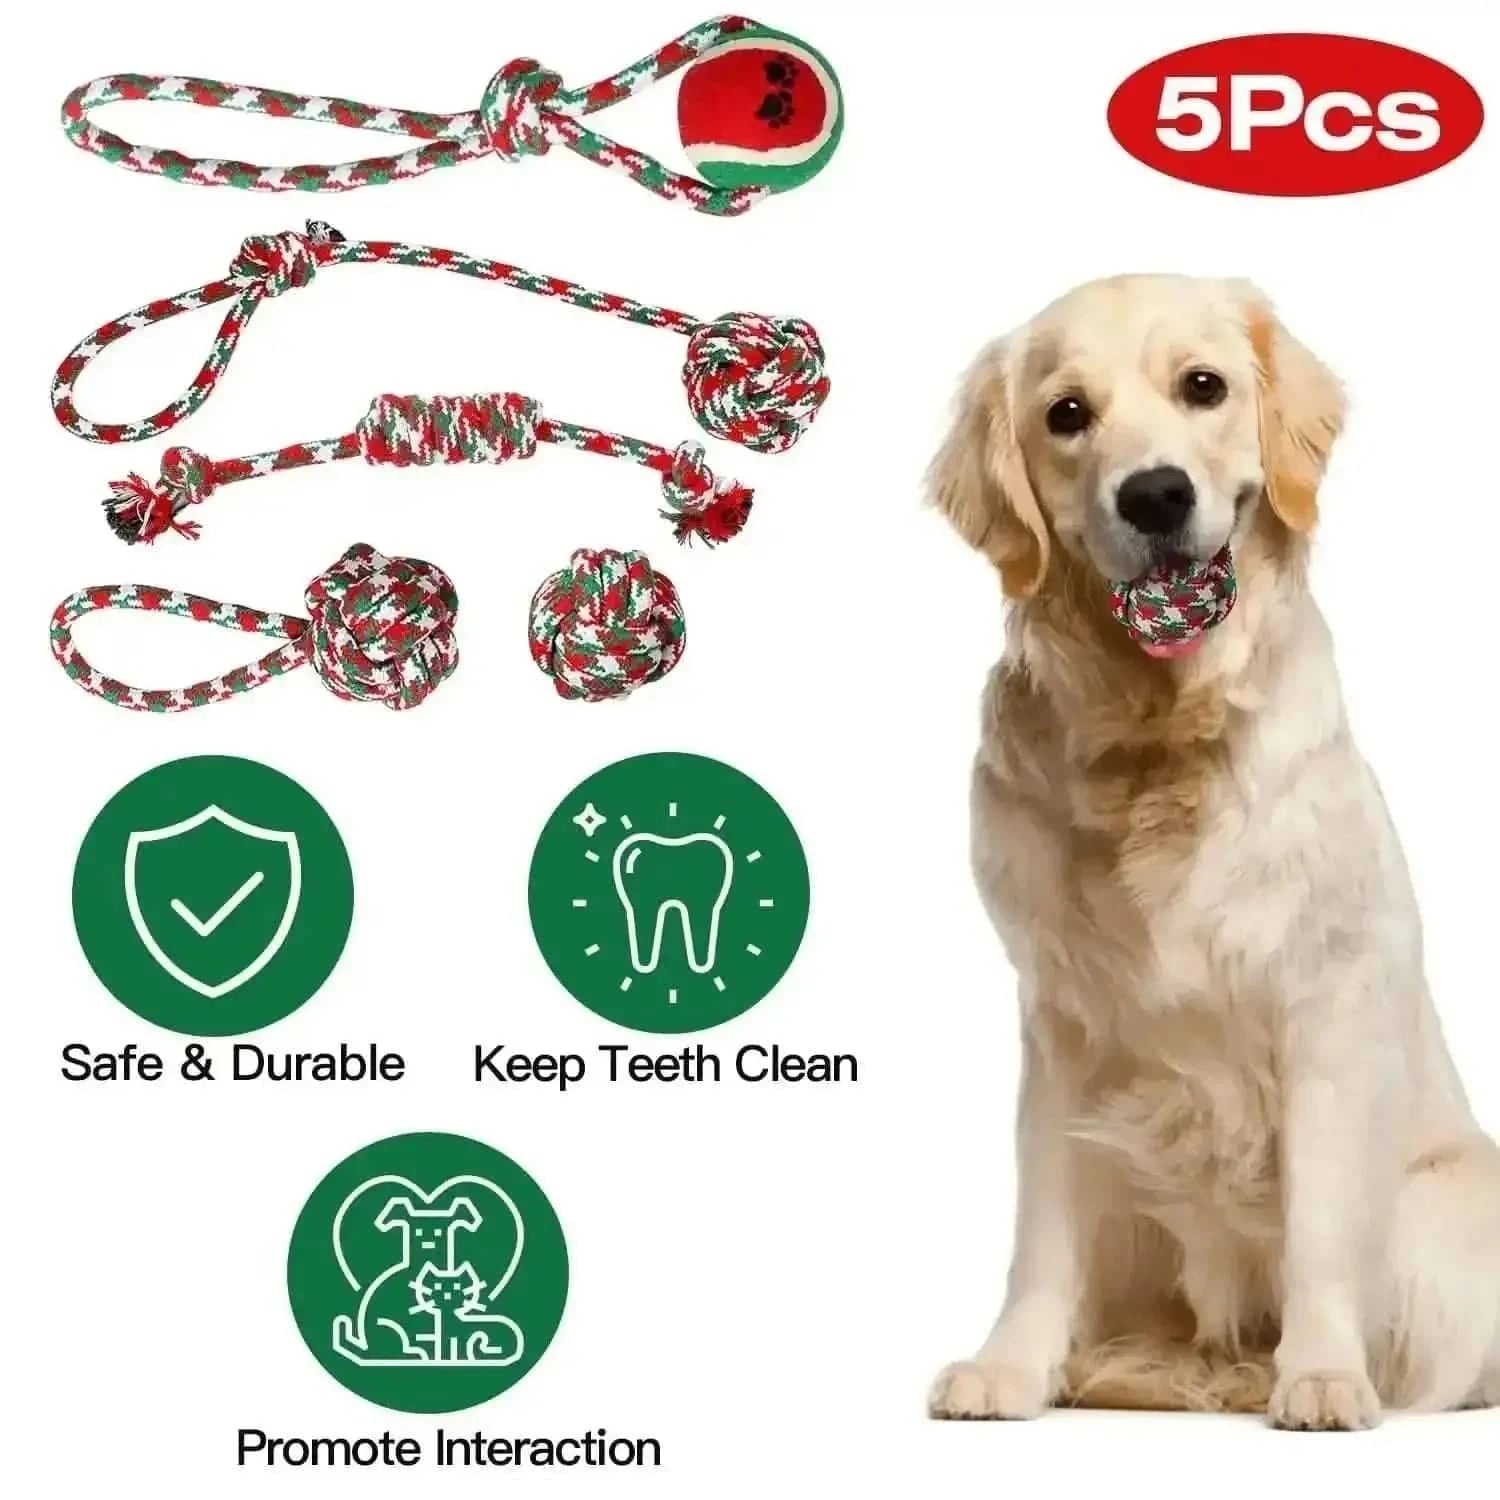 5Pcs
Safe & Durable
Keep Teeth Clean
Promote Interaction